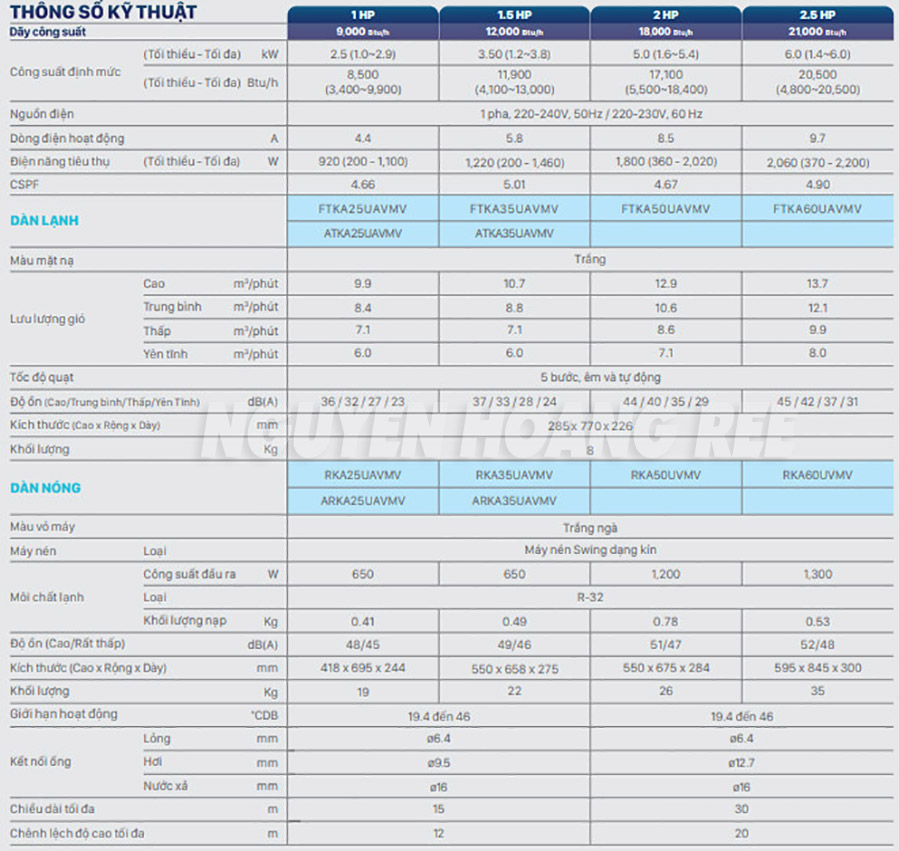 THÔNG SỐ KỸ THUẬT 1 HP 1.5 HP 2 HP 2.5 HP
Dãy công suất 9,000 Btu/h 12,000 Btu/h 18,000 Btu/h 21,000 Btu/h
Công suất định mức (Tối thiểu - Tối đa) kW 2.5 (1.0~2.9) 3.50 (1.2~3.8) 5.0 (1.6~5.4) 6.0 (1.4~6.0)
(Tối thiểu - Tối đa) Btu/h 8,500 11,900 17,100 20,500
(3,400~9,900) (4,100~13,000) (5,500~18,400) (4,800~20,500)
Nguồn điện 1 pha, 220-240V, 50Hz / 220-230V, 60 Hz
Dòng điện hoạt động A 4.4 5.8 8.5 9.7
Điện năng tiêu thụ (Tối thiểu - Tối đa) W 920 (200 - 1,100) 1,220 (200 - 1,460) 1,800 (360 - 2,020) 2,060 (370 - 2,200)
CSPF 4.66 5.01 4.67 4.90
DÀN LẠNH FTKA25UAVMV FTKA35UAVMV FTKA50UAVMV FTKA60UAVMV
ATKA25UAVMV ATKA35UAVMV
Màu mặt nạ Trắng
Lưu lượng gió Cao m³/phút 9.9 10.7 12.9 13.7
Trung bình m³/phút 8.4 8.8 10.6 12.1
Thấp m³/phút 7.1 7.1 8.6 9.9
Yên tĩnh m³/phút 6.0 6.0 7.1 8.0
Tốc độ quạt 5 bước, êm và tự động
Độ ồn (Cao/Trung bình/Thấp/Yên Tĩnh) dB(A) 36 / 32 / 27 / 23 37 / 33 / 28 / 24 44 / 40 / 35 / 29 45 / 42 / 37 / 31
Kích thước (Cao x Rộng x Dày) mm 285 x 770 x 226
NGUYEN HOANG REE
Khối lượng Kg 8
DÀN NÓNG RKA25UAVMV RKA35UAVMV RKA50UVMV RKA60UVMV
ARKA25UAVMV ARKA35UAVMV
Màu vỏ máy Trắng ngà
Máy nén Loại Máy nén Swing dạng kín
Công suất đầu ra W 650 650 1,200 1,300
Môi chất lạnh Loại R-32
Khối lượng nạp Kg 0.41 0.49 0.78 0.53
Độ ồn (Cao/Rất thấp) dB(A) 48/45 49/46 51/47 52/48
Kích thước (Cao x Rộng x Dày) mm 418 x 695 x 244 550 x 658 x 275 550 x 675 x 284 595 x 845 x 300
Khối lượng Kg 19 22 26 35
Giới hạn hoạt động °CDB 19.4 đến 46 19.4 đến 46
Kết nối ống Lỏng mm ø6.4 ø6.4
Hơi mm ø9.5 ø12.7
Nước xả mm ø16 ø16
Chiều dài tối đa m 15 30
Chênh lệch độ cao tối đa m 12 20